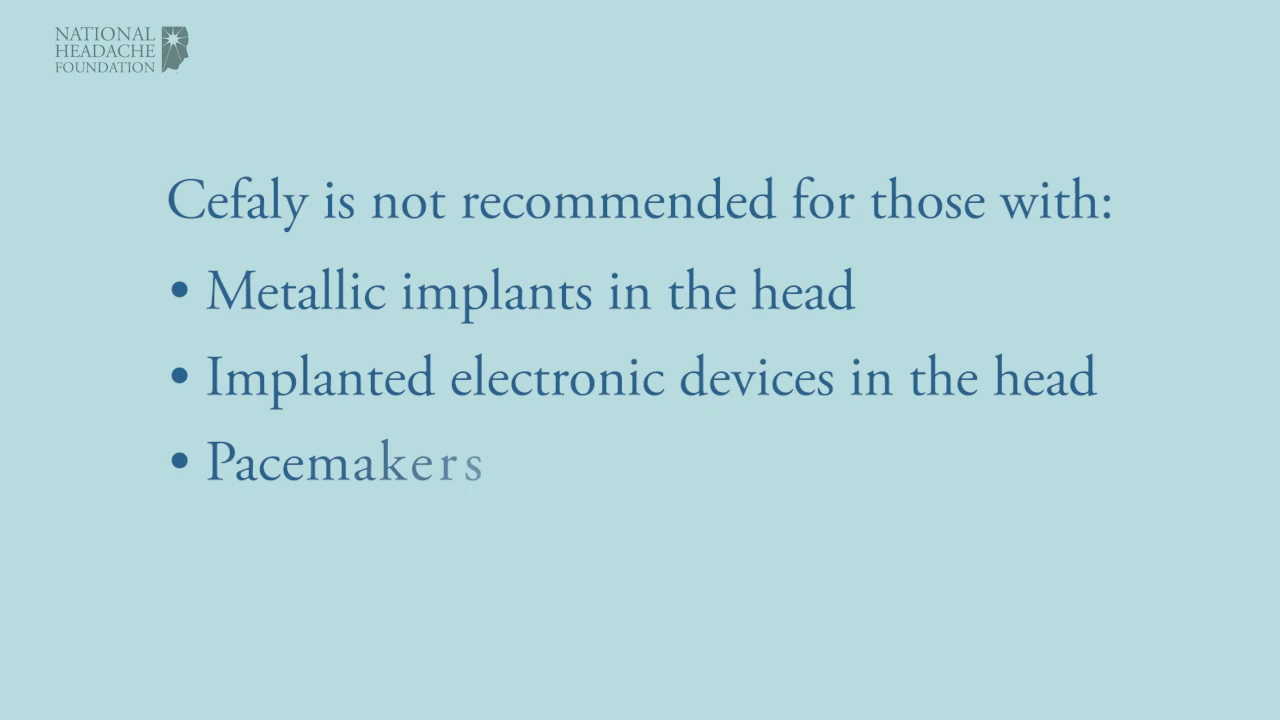 NATIONAL
HEADACHE
FOUNDATION
Cefaly is not recommended for those with:
• Metallic implants in the head
• Implanted electronic devices in the head
• Pacemakers